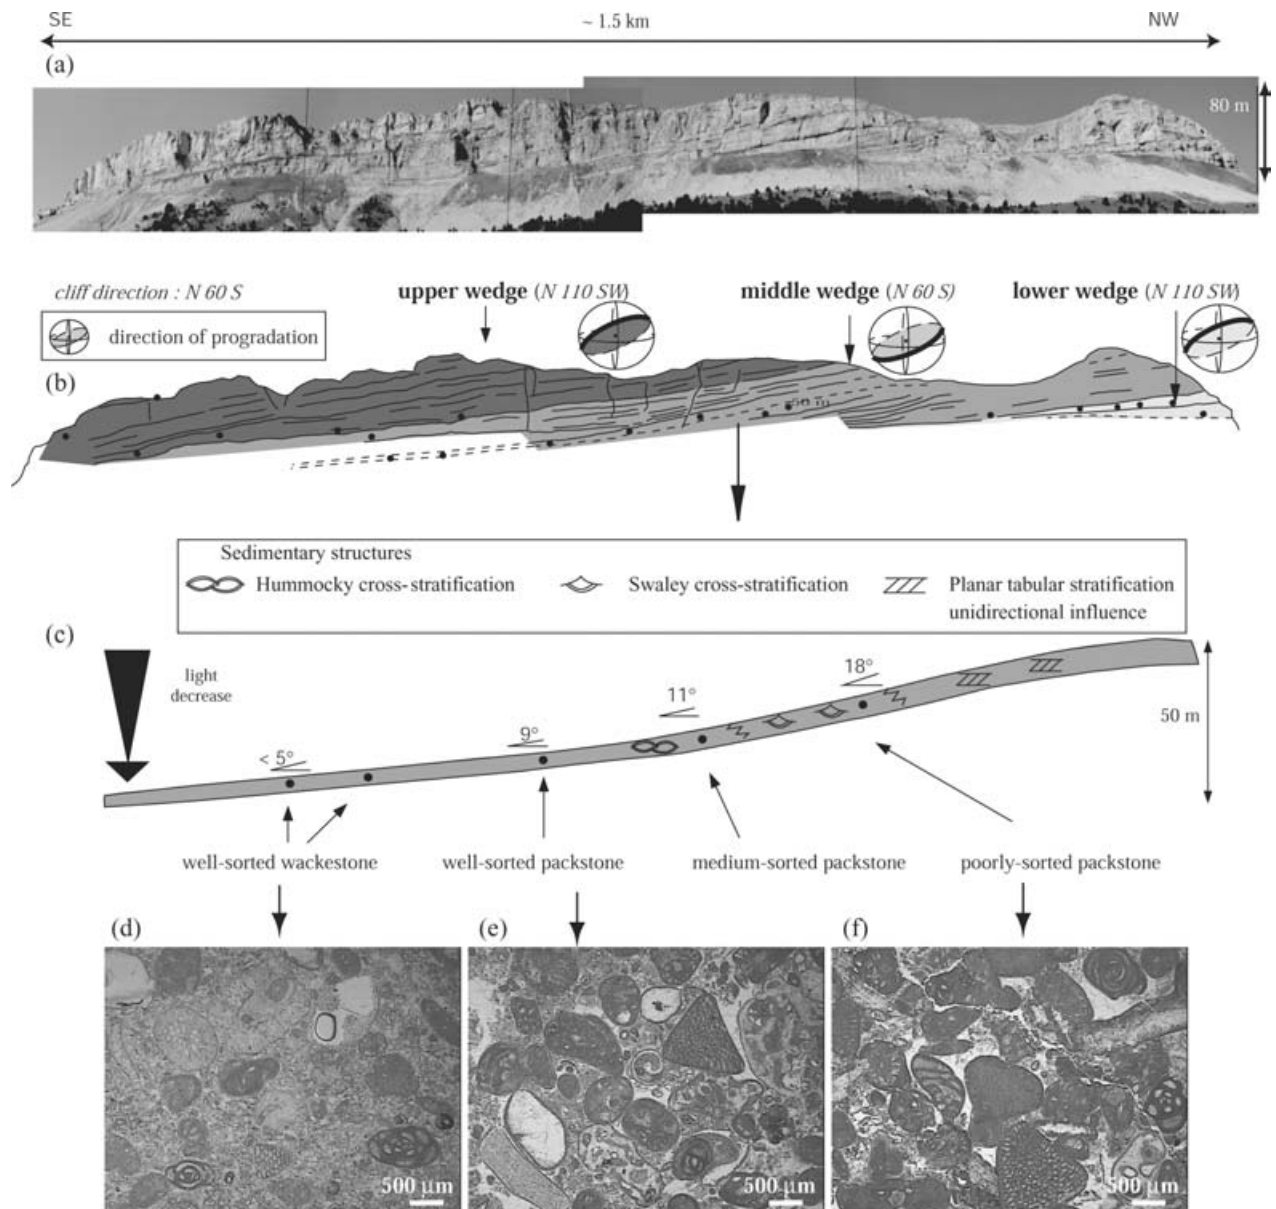 SE
~ 1.5 km
NW
(a)
80 m
cliff direction : N 60 S
upper wedge (N 110 SW)
middle wedge (N 60 S)
lower wedge (N 110 SW)
direction of progradation
(b)
50 m
Sedimentary structures
Hummocky cross-stratification
Swaley cross-stratification
Planar tabular stratification
unidirectional influence
(c)
light
decrease
18°
11°
9°
< 5°
50 m
well-sorted wackestone
well-sorted packstone
medium-sorted packstone
poorly-sorted packstone
(d)
(e)
(f)
500 µm
500 µm
500 µm